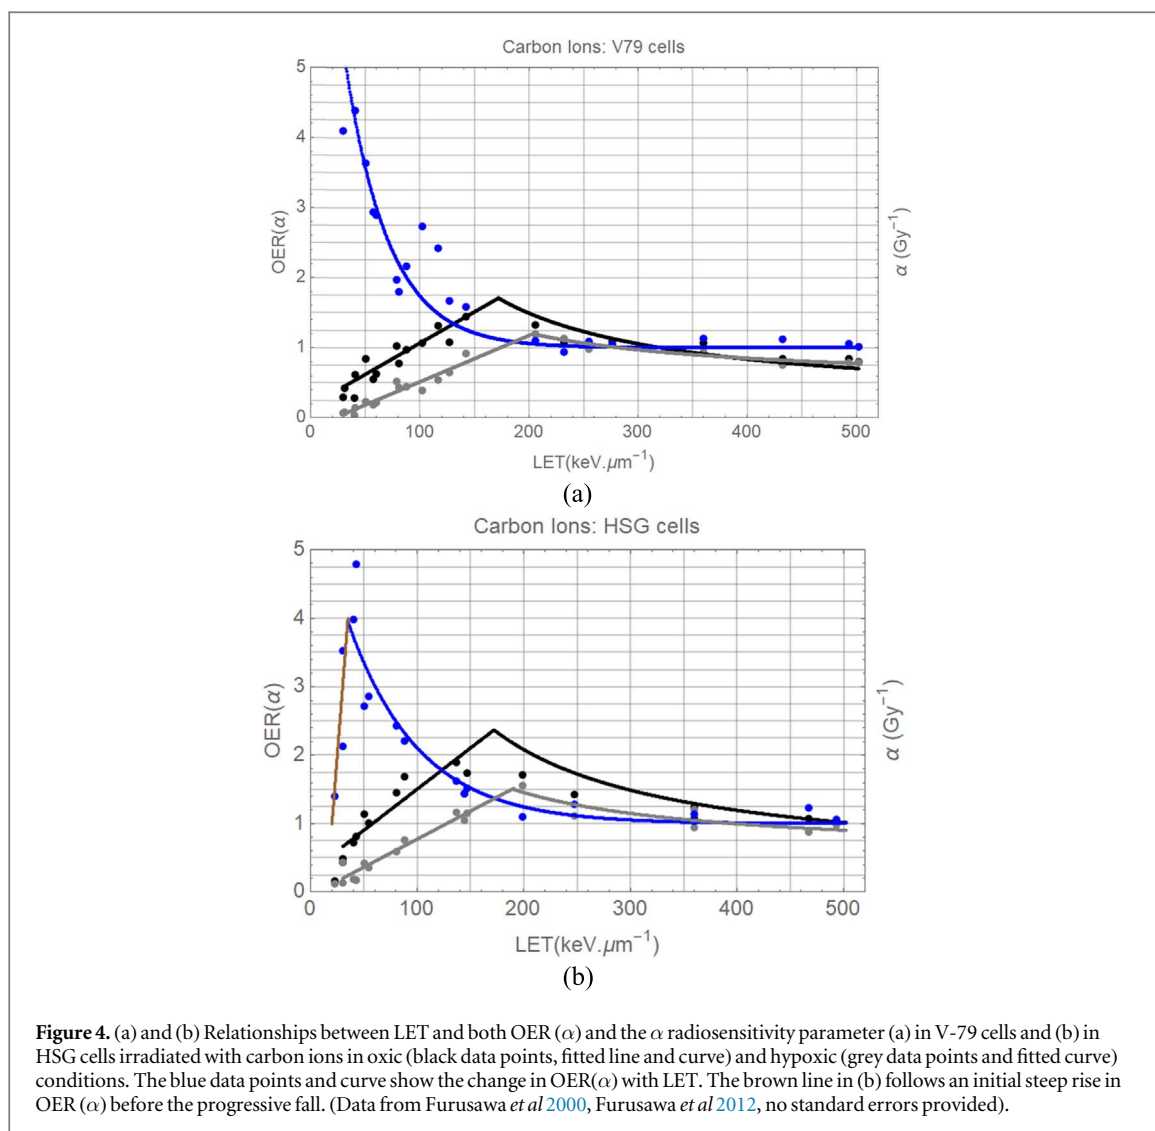 Carbon Ions: V79 cells
5
4
3
2
1
0
OER(α)
α (Gy⁻¹)
0 100 200 300 400 500
LET(keV.μm⁻¹)
(a)
Carbon Ions: HSG cells
5
4
3
2
1
0
OER(α)
α (Gy⁻¹)
0 100 200 300 400 500
LET(keV.μm⁻¹)
(b)
Figure 4. (a) and (b) Relationships between LET and both OER (α) and the α radiosensitivity parameter (a) in V-79 cells and (b) in
HSG cells irradiated with carbon ions in oxic (black data points, fitted line and curve) and hypoxic (grey data points and fitted curve)
conditions. The blue data points and curve show the change in OER(α) with LET. The brown line in (b) follows an initial steep rise in
OER (α) before the progressive fall. (Data from Furusawa et al 2000, Furusawa et al 2012, no standard errors provided).